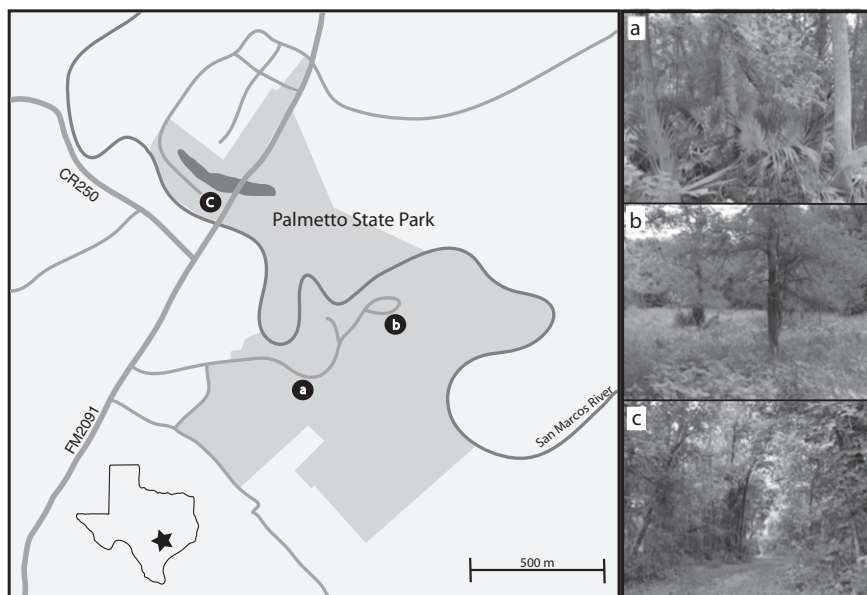 CR250
C
Palmetto State Park
b
a
FM2091
San Marcos River
500 m
a
b
c